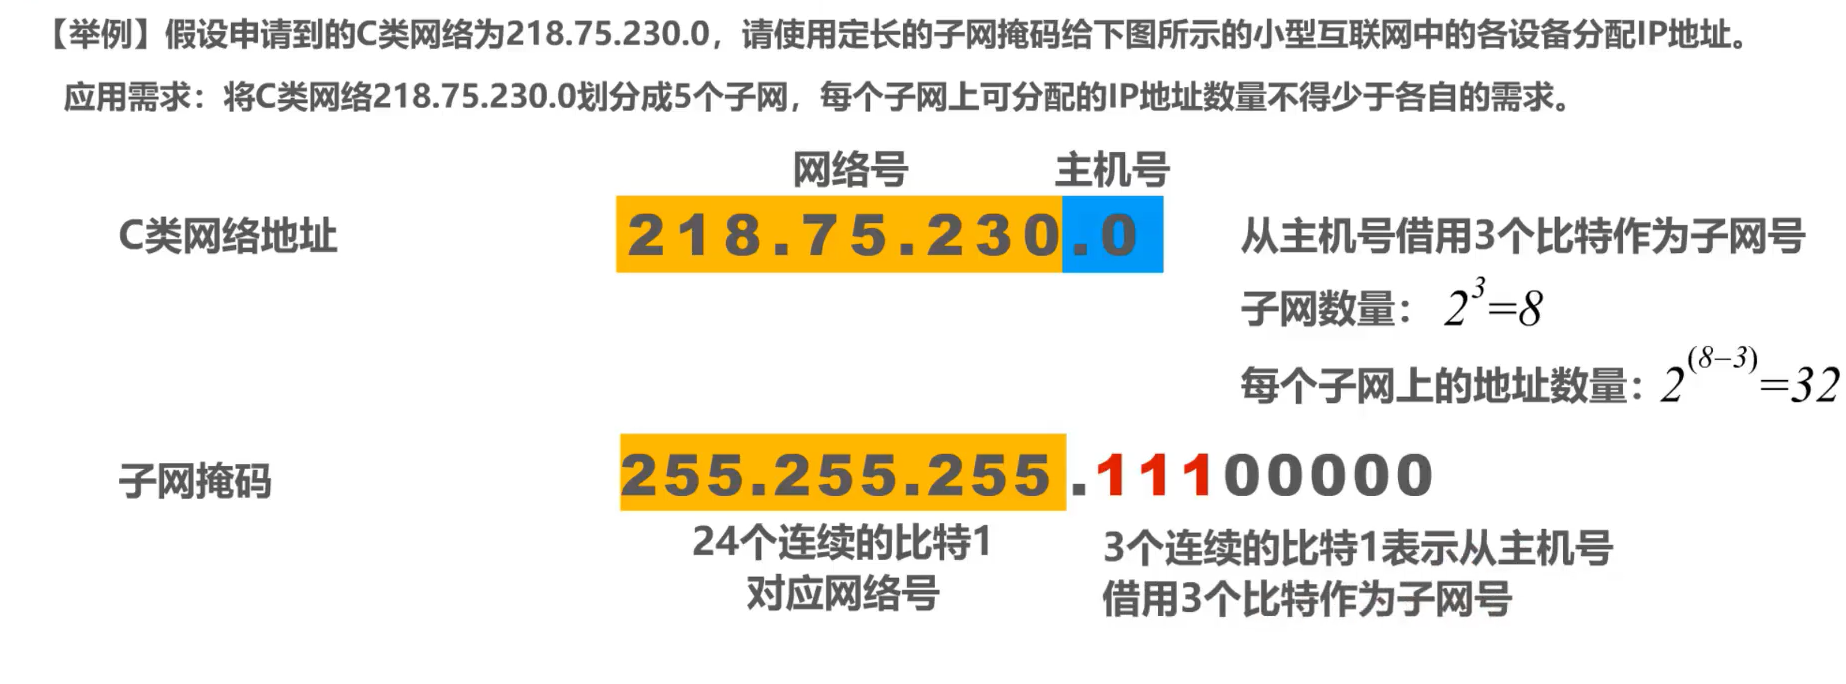 【举例】假设申请到的C类网络为218.75.230.0，请使用定长的子网掩码给下图所示的小型互联网中的各设备分配IP地址。
应用需求：将C类网络218.75.230.0划分成5个子网，每个子网上可分配的IP地址数量不得少于各自的需求。
网络号 主机号
C类网络地址 218.75.230.0 从主机号借用3个比特作为子网号
子网数量： 2^3=8
每个子网上的地址数量：2^(8-3)=32
子网掩码 255.255.255.11100000
24个连续的比特1 3个连续的比特1表示从主机号
对应网络号 借用3个比特作为子网号